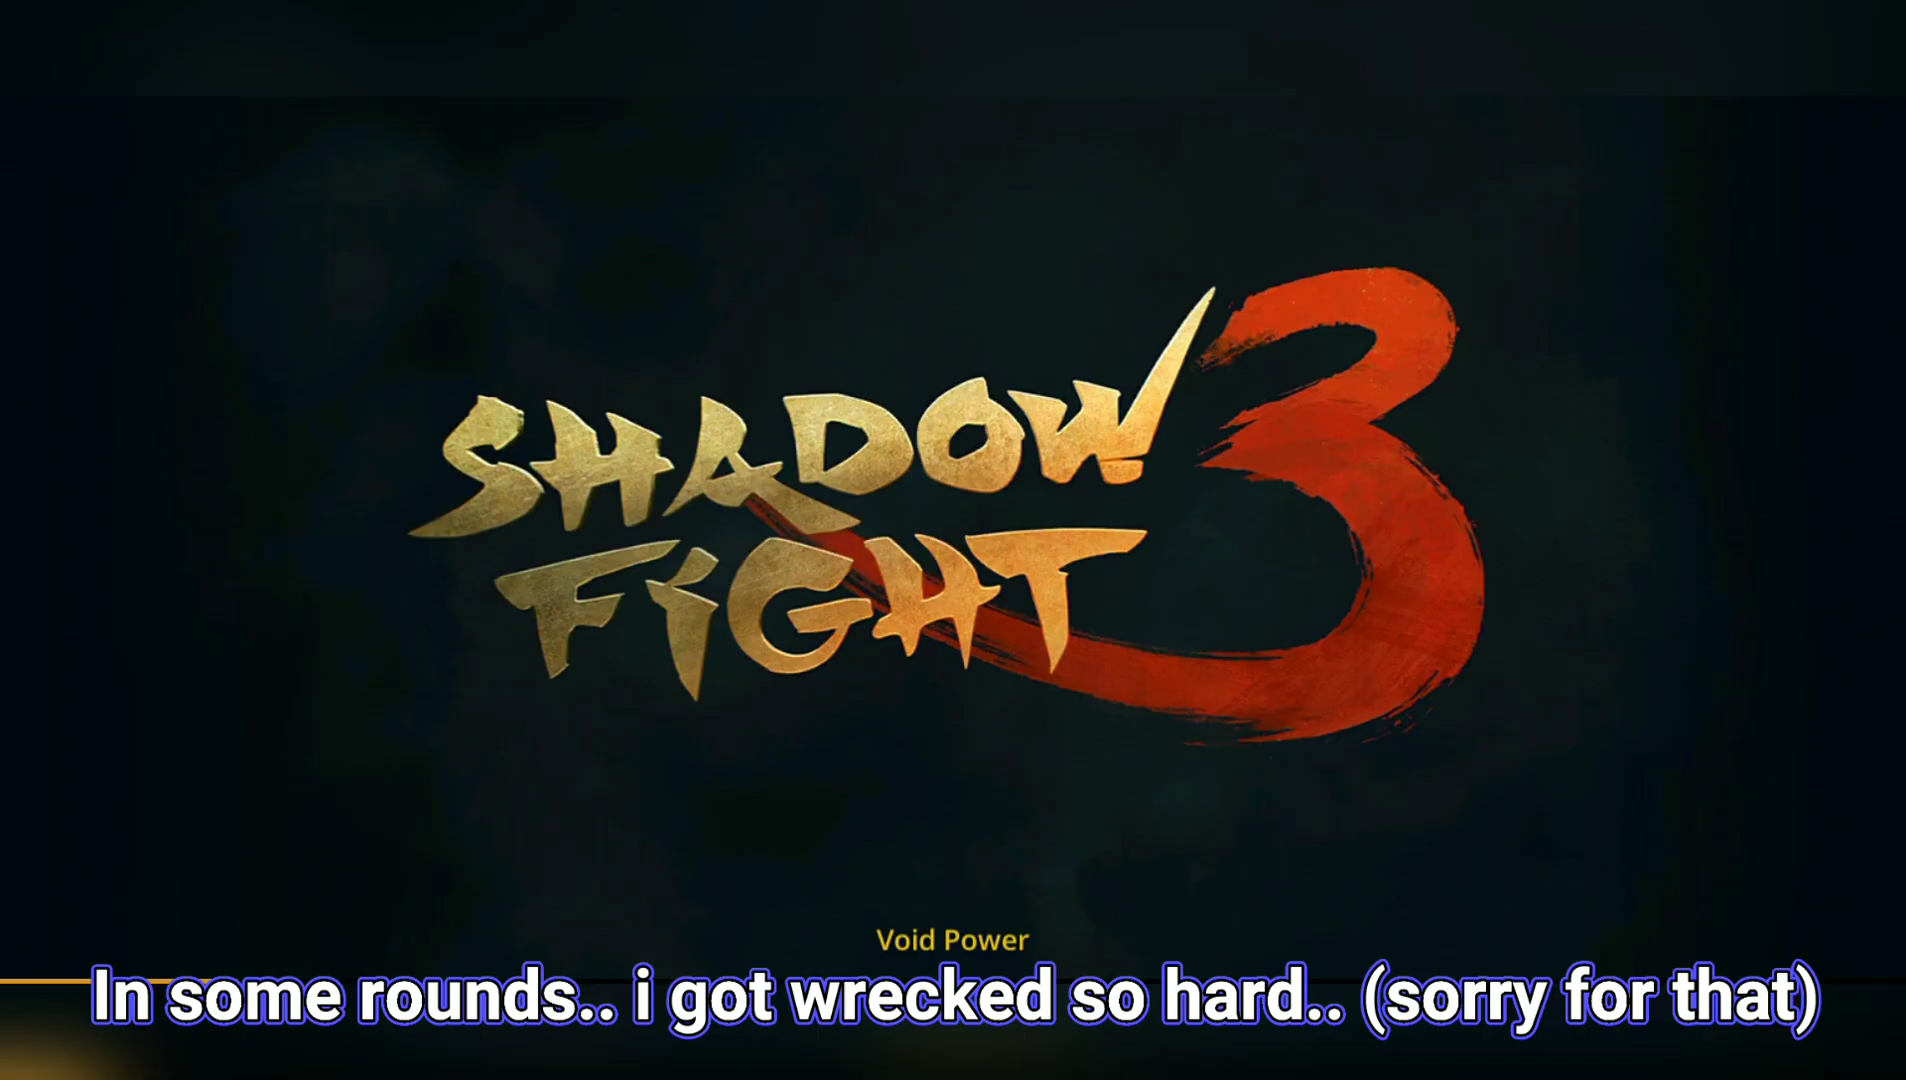 SHADOW
FIGHT 3
Void Power
In some rounds.. i got wrecked so hard.. (sorry for that)